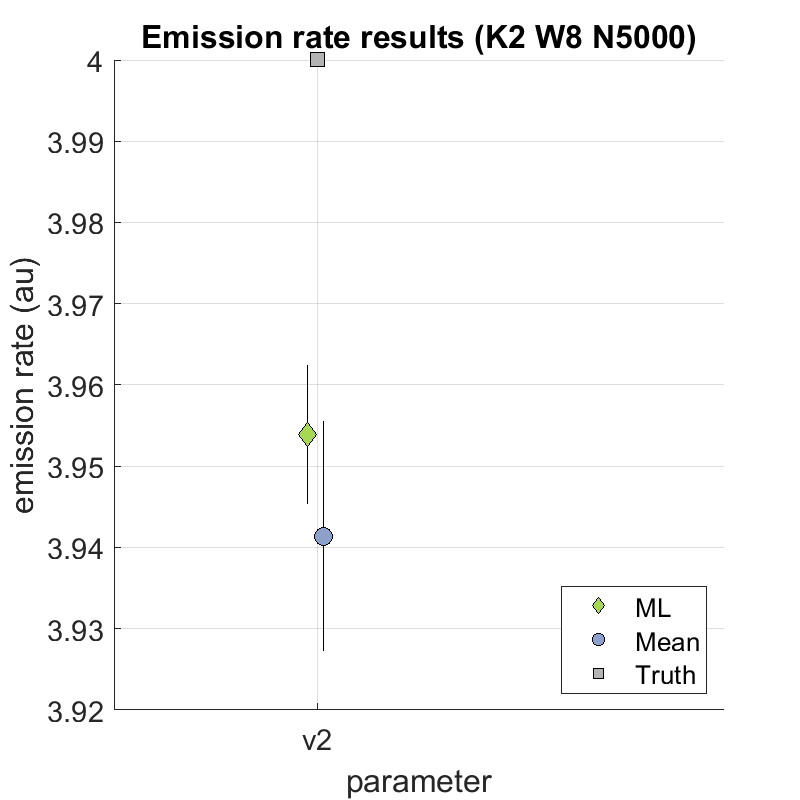 Emission rate results (K2 W8 N5000)
4
3.99
3.98
3.97
3.96
3.95
3.94
3.93
3.92
emission rate (au)
ML
Mean
Truth
v2
parameter